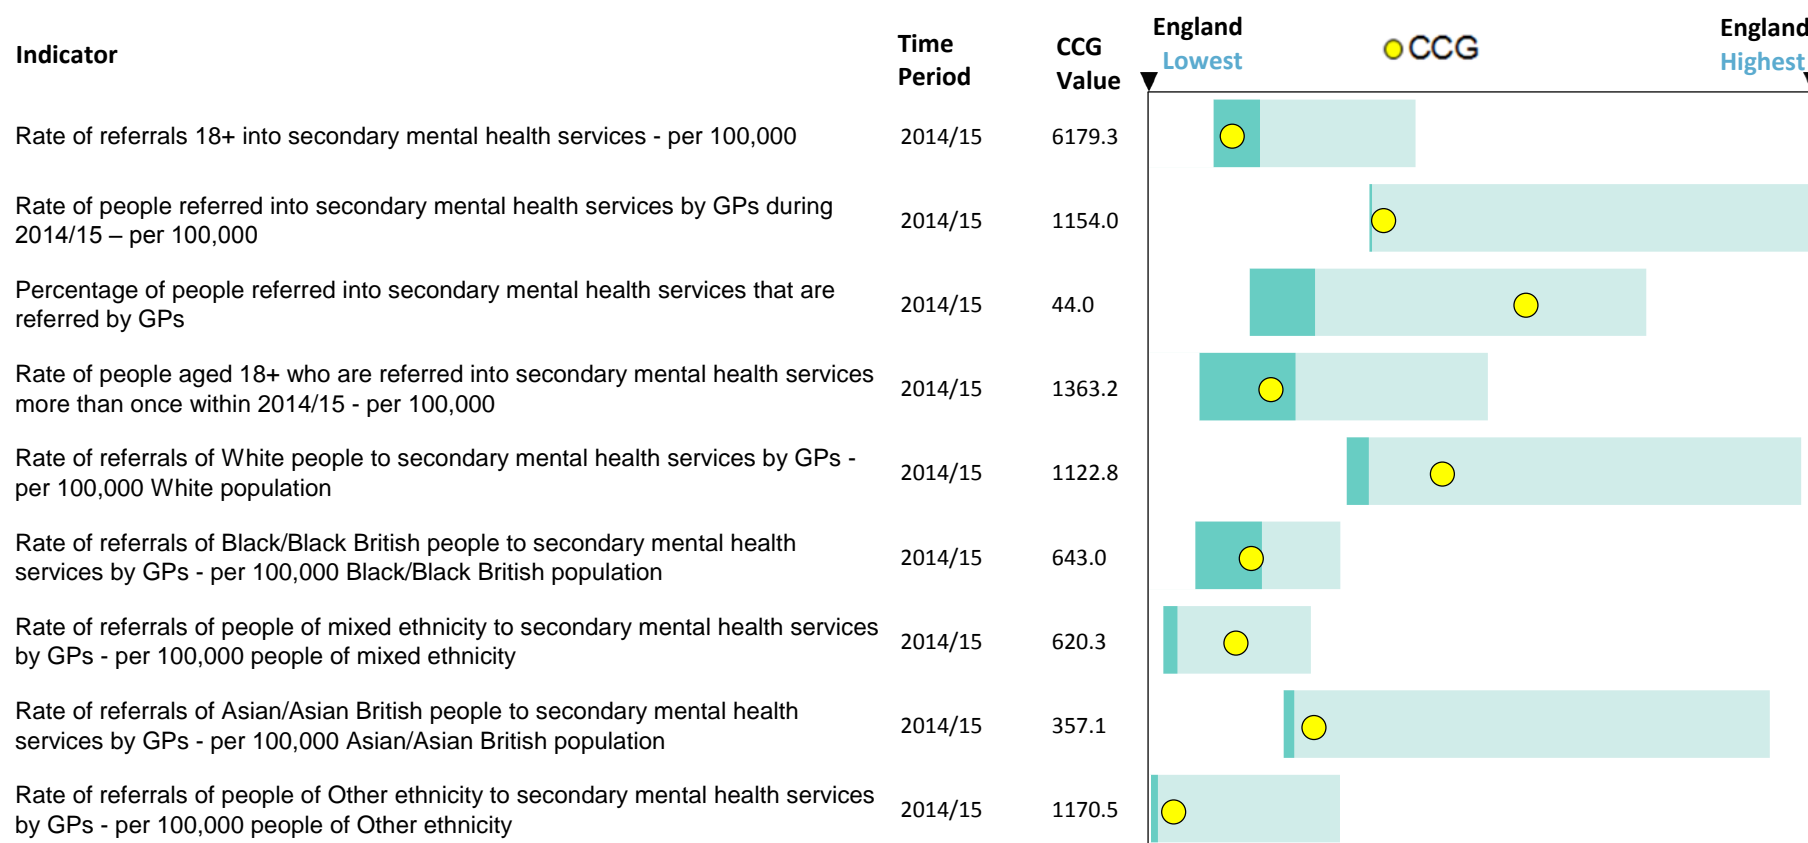 Indicator
Time Period
CCG Value
England Lowest
CCG
England Highest
Rate of referrals 18+ into secondary mental health services - per 100,000
2014/15
6179.3
Rate of people referred into secondary mental health services by GPs during
2014/15 – per 100,000
2014/15
1154.0
Percentage of people referred into secondary mental health services that are
referred by GPs
2014/15
44.0
Rate of people aged 18+ who are referred into secondary mental health services
more than once within 2014/15 - per 100,000
2014/15
1363.2
Rate of referrals of White people to secondary mental health services by GPs -
per 100,000 White population
2014/15
1122.8
Rate of referrals of Black/Black British people to secondary mental health
services by GPs - per 100,000 Black/Black British population
2014/15
643.0
Rate of referrals of people of mixed ethnicity to secondary mental health services
by GPs - per 100,000 people of mixed ethnicity
2014/15
620.3
Rate of referrals of Asian/Asian British people to secondary mental health
services by GPs - per 100,000 Asian/Asian British population
2014/15
357.1
Rate of referrals of people of Other ethnicity to secondary mental health services
by GPs - per 100,000 people of Other ethnicity
2014/15
1170.5